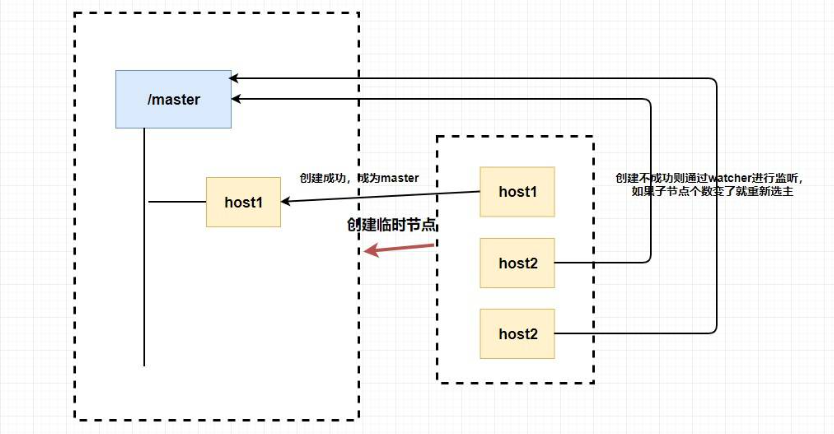 /master
host1
创建成功，成为master
创建临时节点
host1
host2
host2
创建不成功则通过watcher进行监听，
如果子节点个数变了就重新选主